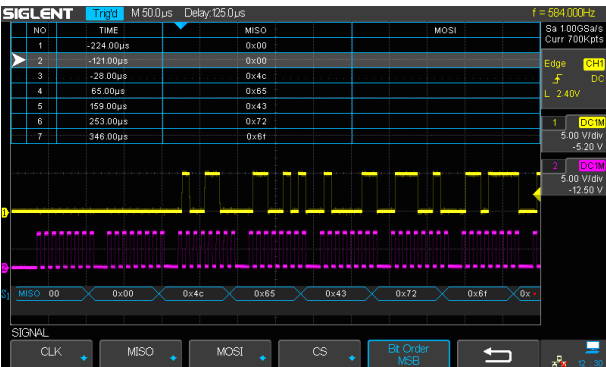 SIGLENT Trig'd M 50.0µs Delay:125.0µs f = 584.000Hz
Sa 1.00GSa/s
Curr 700Kpts
NO TIME MISO MOSI
1 -224.00µs 0x00
2 -121.00µs 0x00
3 -28.00µs 0x4c
4 65.00µs 0x65
5 159.00µs 0x43
6 253.00µs 0x72
7 346.00µs 0x6f
Edge CH1
DC
L 2.40V
1 DC1M
5.00 V/div
-5.20 V
2 DC1M
5.00 V/div
-12.50 V
1
2
S1 MISO 00 0x00 0x4c 0x65 0x43 0x72 0x6f 0x
SIGNAL
CLK MISO MOSI CS Bit Order
MSB
12:30